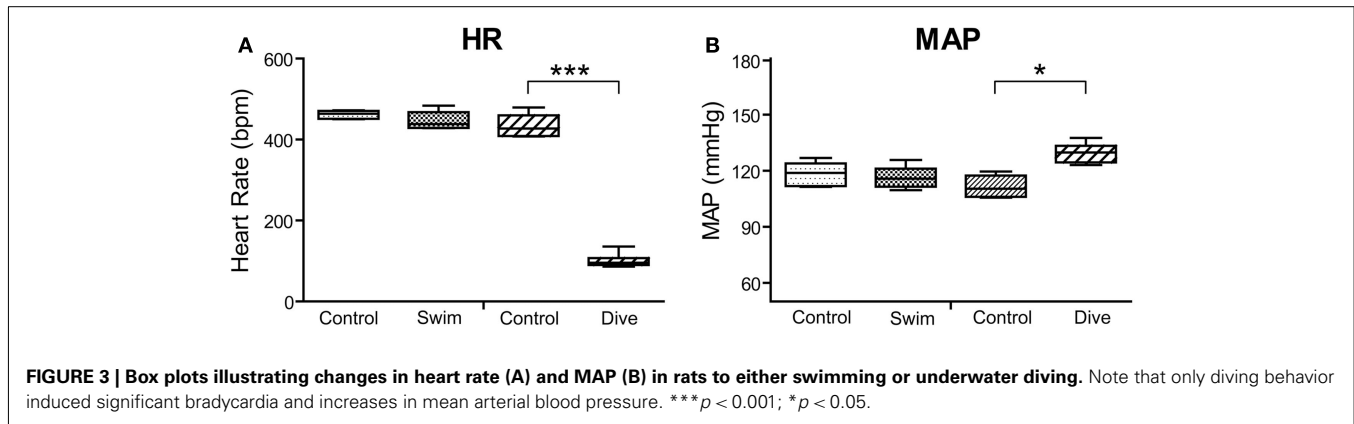 A
HR
600
400
200
0
Heart Rate (bpm)
***
Control Swim Control Dive
B
MAP
180
150
120
90
60
MAP (mmHg)
*
Control Swim Control Dive
FIGURE 3 | Box plots illustrating changes in heart rate (A) and MAP (B) in rats to either swimming or underwater diving. Note that only diving behavior
induced significant bradycardia and increases in mean arterial blood pressure. ***p < 0.001; *p < 0.05.